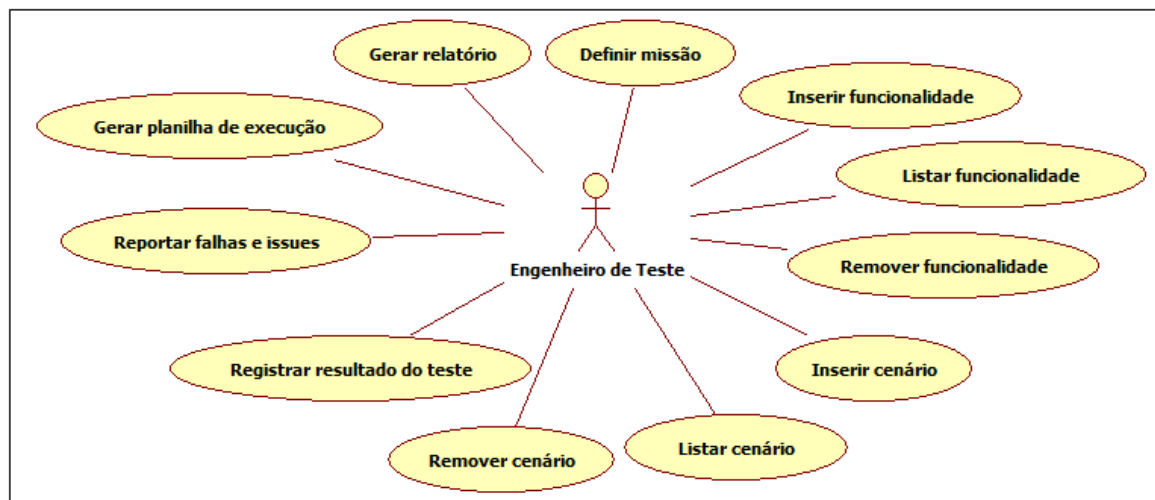 Gerar relatório
Definir missão
Inserir funcionalidade
Gerar planilha de execução
Listar funcionalidade
Reportar falhas e issues
Remover funcionalidade
Engenheiro de Teste
Registrar resultado do teste
Inserir cenário
Remover cenário
Listar cenário